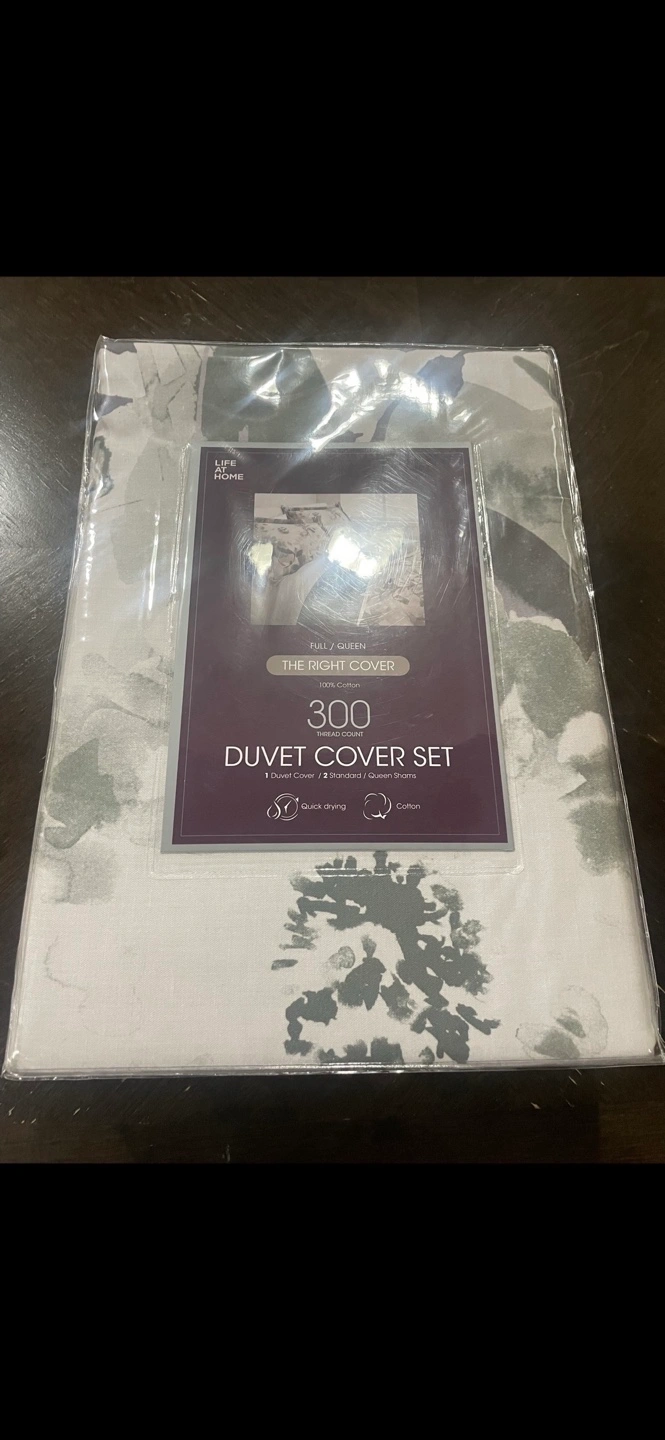 LIFE
AT
HOME
FULL / QUEEN
THE RIGHT COVER
100% Cotton
300
THREAD COUNT
DUVET COVER SET
1 Duvet Cover / 2 Standard / Queen Shams
Quick drying
Cotton